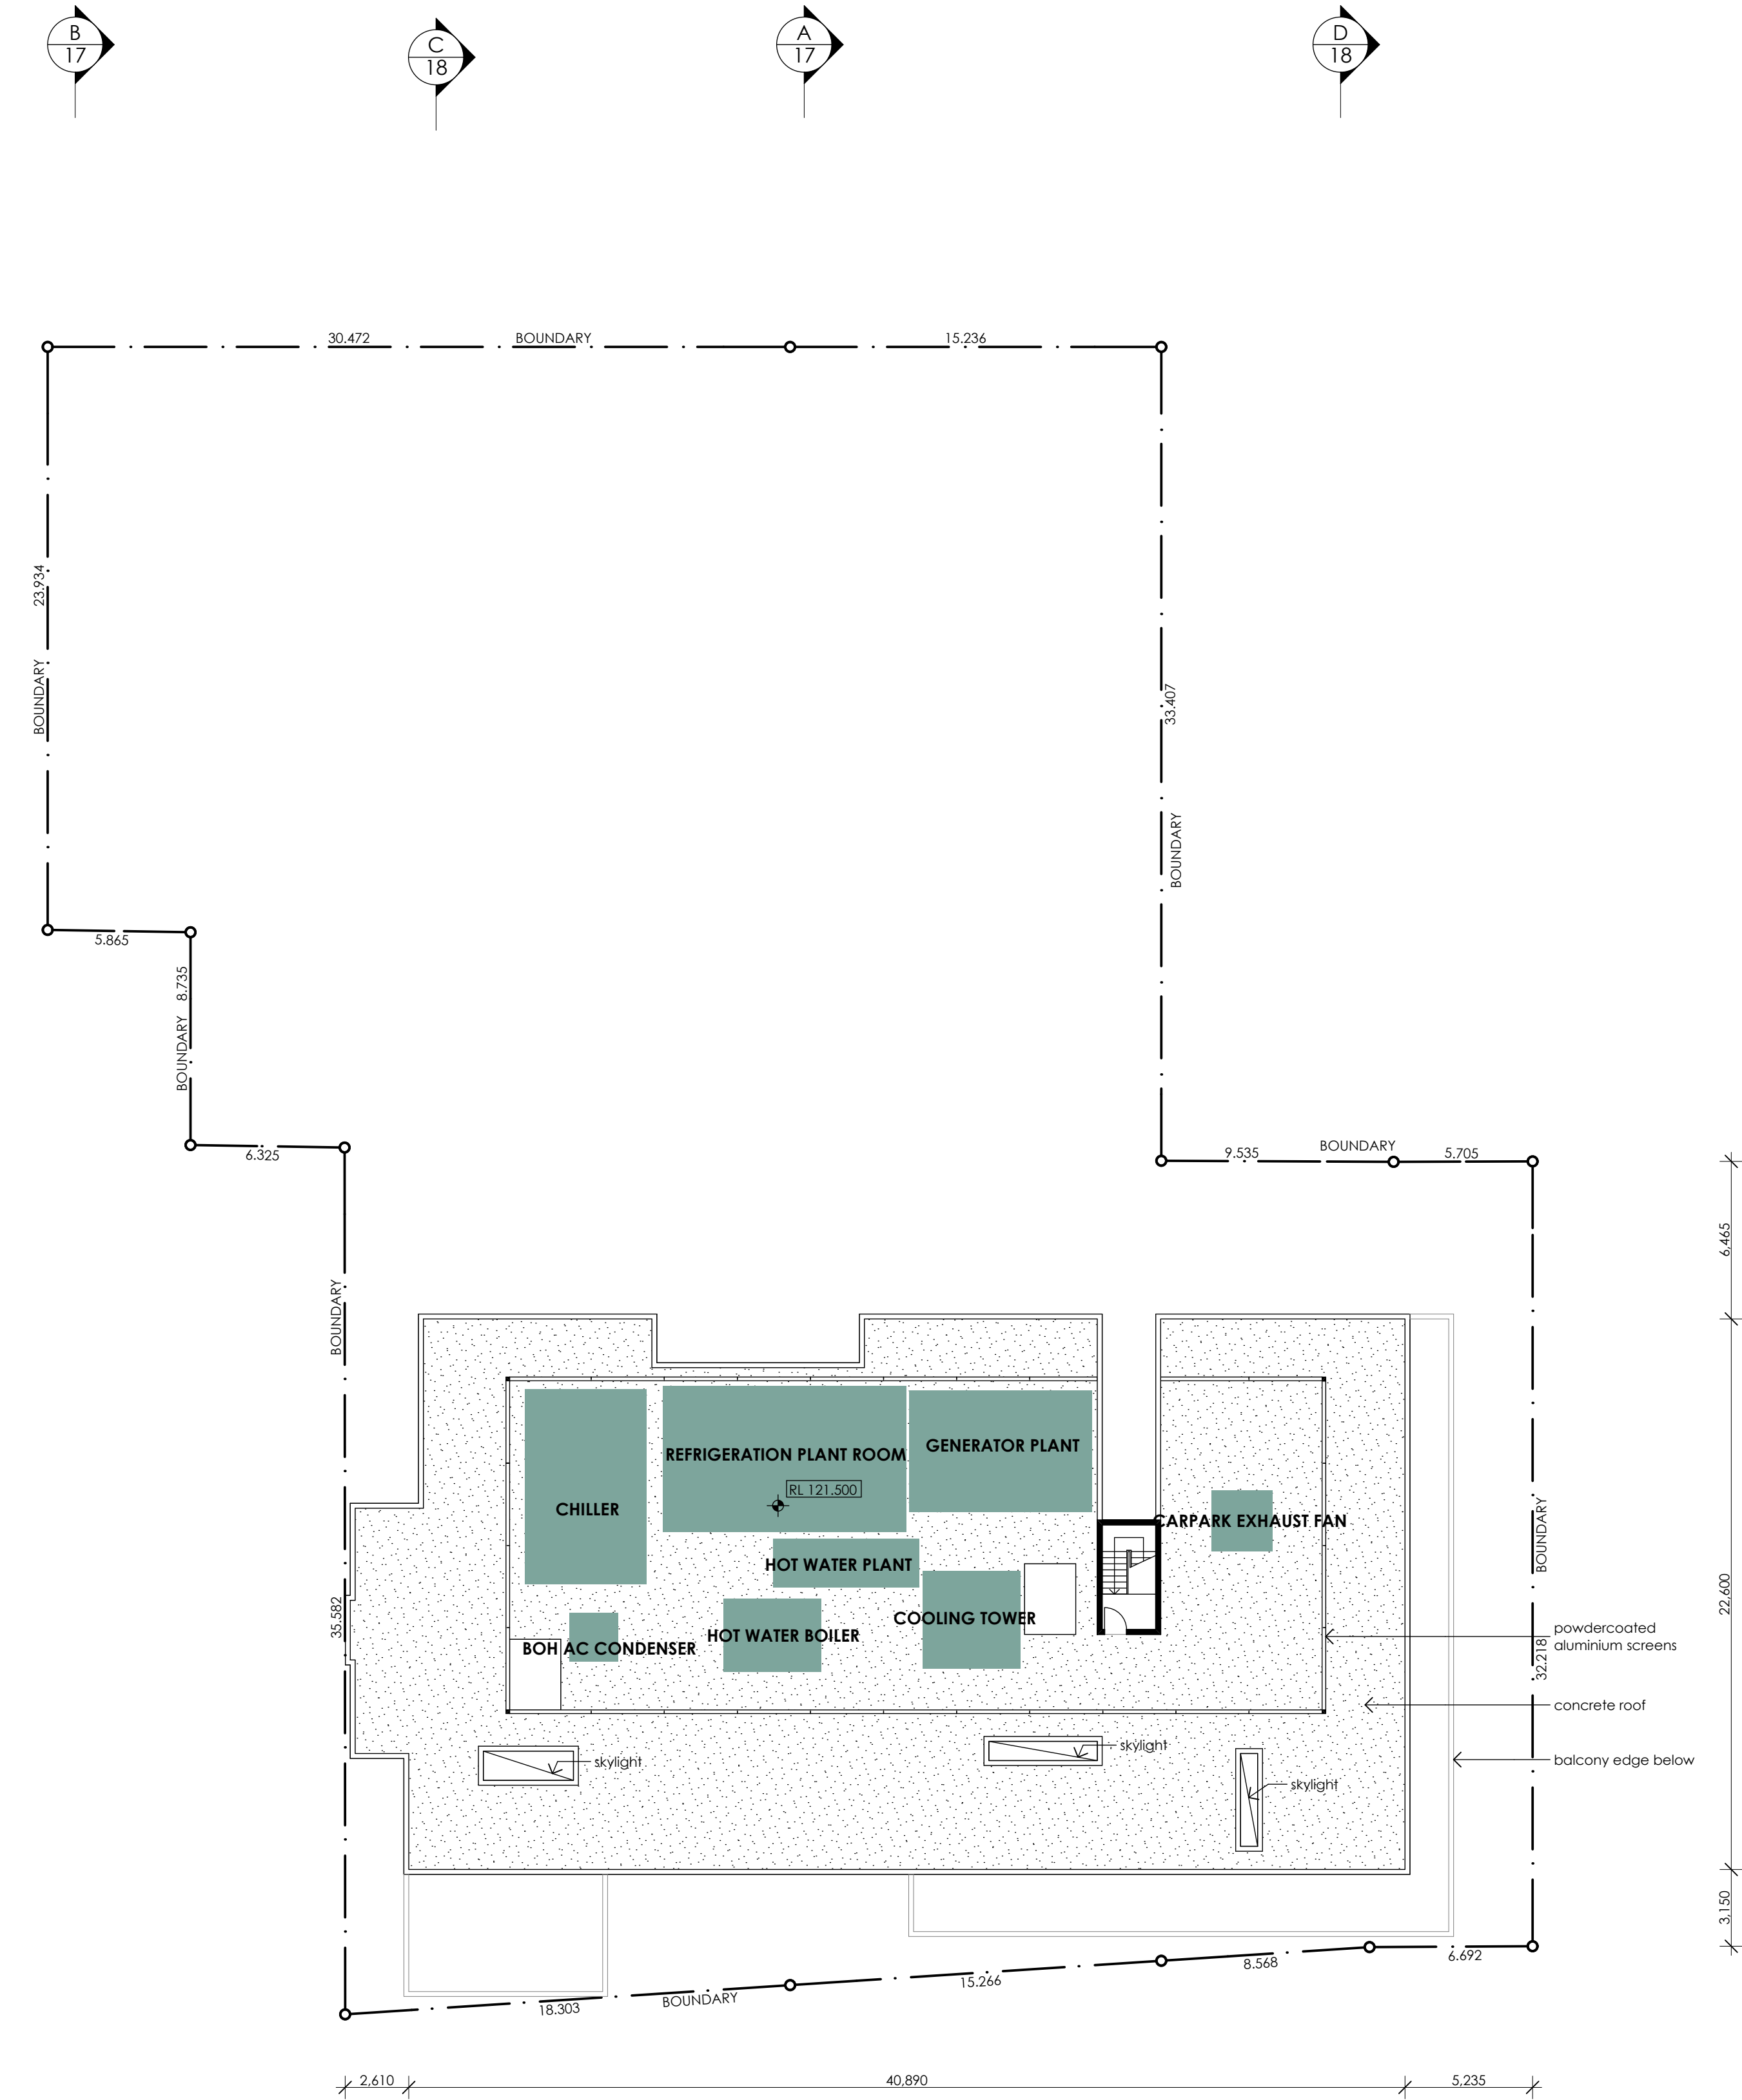 B
17
C
18
A
17
D
18
30.472
BOUNDARY
15.236
23.934
BOUNDARY
33.407
BOUNDARY
5.865
8.735
BOUNDARY
6.325
9.535
BOUNDARY
5.705
6,465
BOUNDARY
GENERATOR PLANT
REFRIGERATION PLANT ROOM
RL 121.500
CHILLER
CARPARK EXHAUST FAN
BOUNDARY
HOT WATER PLANT
22,600
35.582
COOLING TOWER
HOT WATER BOILER
BOH AC CONDENSER
powdercoated
aluminium screens
32.218
concrete roof
skylight
skylight
skylight
balcony edge below
3,150
6.692
8.568
15.266
BOUNDARY
18.303
2,610
40,890
5,235